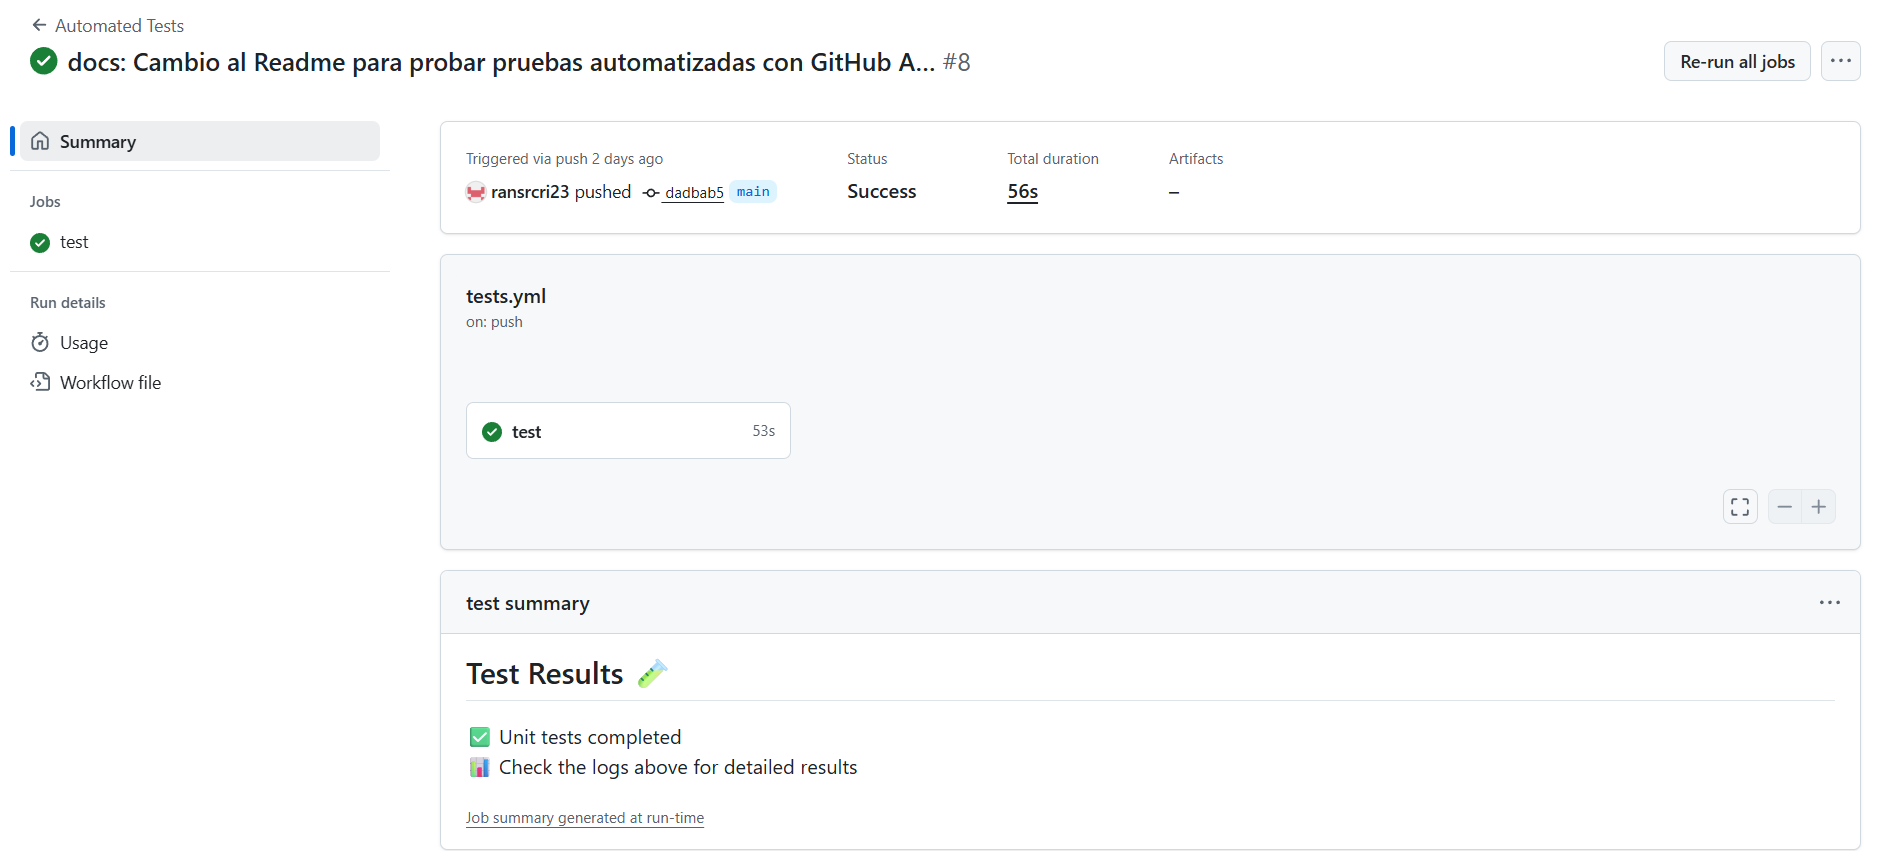 Automated Tests
docs: Cambio al Readme para probar pruebas automatizadas con GitHub A... #8
Re-run all jobs
Summary
Jobs
test
Run details
Usage
Workflow file
Triggered via push 2 days ago
ransrcri23 pushed dadbab5 main
Status
Success
Total duration
56s
Artifacts
–
tests.yml
on: push
test 53s
test summary
Test Results
Unit tests completed
Check the logs above for detailed results
Job summary generated at run-time